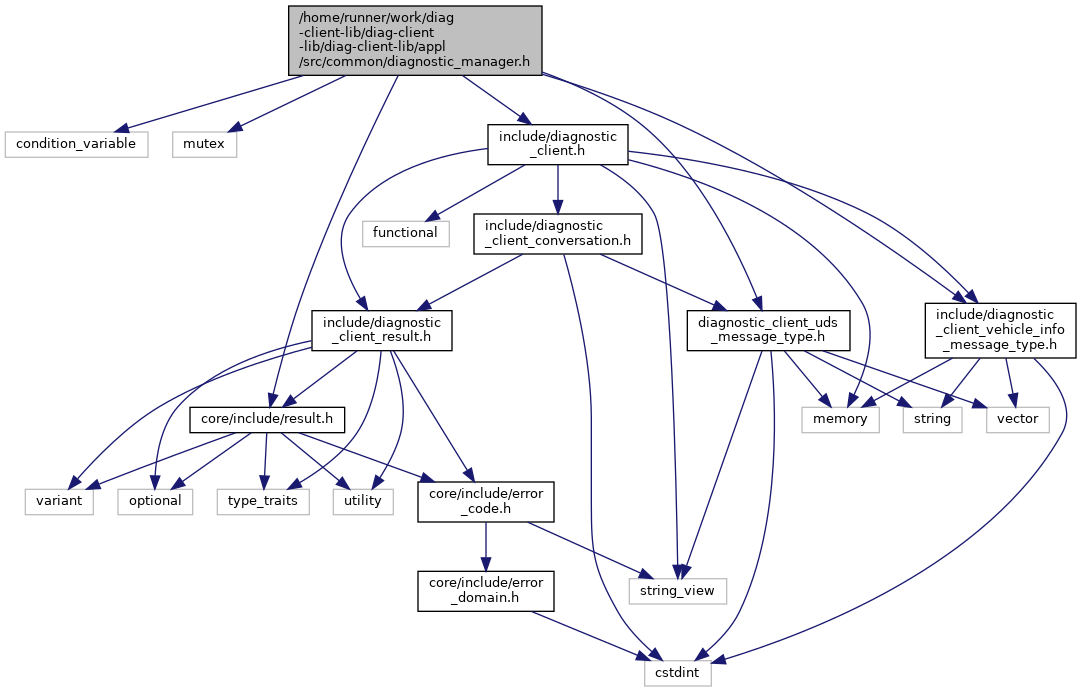 /home/runner/work/diag
-client-lib/diag-client
-lib/diag-client-lib/appl
/src/common/diagnostic_manager.h
condition_variable
mutex
include/diagnostic
_client.h
functional
include/diagnostic
_client_conversation.h
include/diagnostic
_client_result.h
diagnostic_client_uds
_message_type.h
include/diagnostic
_client_vehicle_info
_message_type.h
core/include/result.h
memory
string
vector
variant
optional
type_traits
utility
core/include/error
_code.h
core/include/error
_domain.h
string_view
cstdint